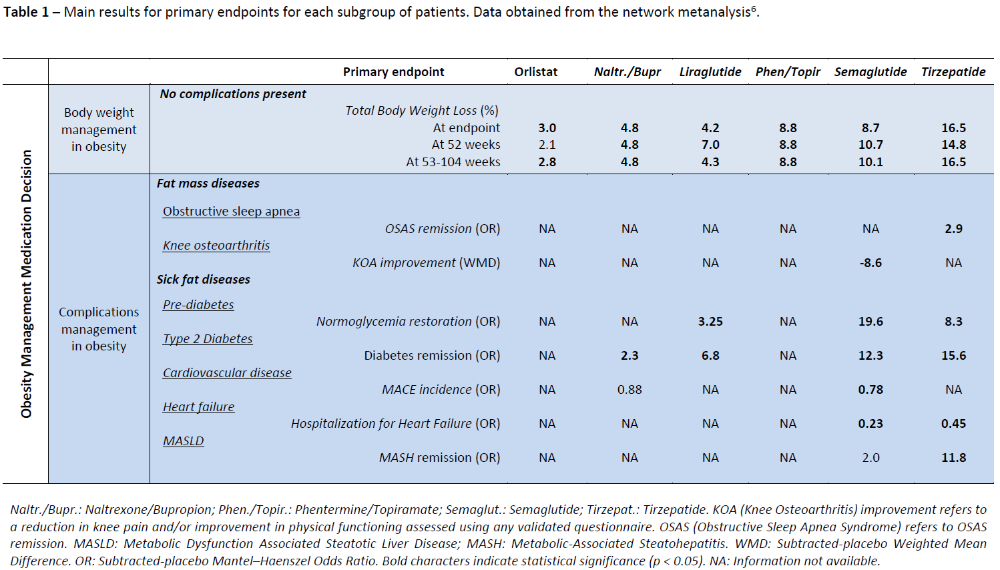 Table 1 – Main results for primary endpoints for each subgroup of patients. Data obtained from the network metanalysis⁶.
Primary endpoint Orlistat Naltr./Bupr Liraglutide Phen/Topir Semaglutide Tirzepatide
Obesity Management Medication Decision
Body weight
management
in obesity
No complications present
Total Body Weight Loss (%)
At endpoint 3.0 4.8 4.2 8.8 8.7 16.5
At 52 weeks 2.1 4.8 7.0 8.8 10.7 14.8
At 53-104 weeks 2.8 4.8 4.3 8.8 10.1 16.5
Complications
management
in obesity
Fat mass diseases
Obstructive sleep apnea
OSAS remission (OR) NA NA NA NA NA 2.9
Knee osteoarthritis
KOA improvement (WMD) NA NA NA NA -8.6 NA
Sick fat diseases
Pre-diabetes
Normoglycemia restoration (OR) NA NA 3.25 NA 19.6 8.3
Type 2 Diabetes
Diabetes remission (OR) NA 2.3 6.8 NA 12.3 15.6
Cardiovascular disease
MACE incidence (OR) NA 0.88 NA NA 0.78 NA
Heart failure
Hospitalization for Heart Failure (OR) NA NA NA NA 0.23 0.45
MASLD
MASH remission (OR) NA NA NA NA 2.0 11.8
Naltr./Bupr.: Naltrexone/Bupropion; Phen./Topir.: Phentermine/Topiramate; Semaglut.: Semaglutide; Tirzepat.: Tirzepatide. KOA (Knee Osteoarthritis) improvement refers to
a reduction in knee pain and/or improvement in physical functioning assessed using any validated questionnaire. OSAS (Obstructive Sleep Apnea Syndrome) refers to OSAS
remission. MASLD: Metabolic Dysfunction Associated Steatotic Liver Disease; MASH: Metabolic-Associated Steatohepatitis. WMD: Subtracted-placebo Weighted Mean
Difference. OR: Subtracted-placebo Mantel–Haenszel Odds Ratio. Bold characters indicate statistical significance (p < 0.05). NA: Information not available.